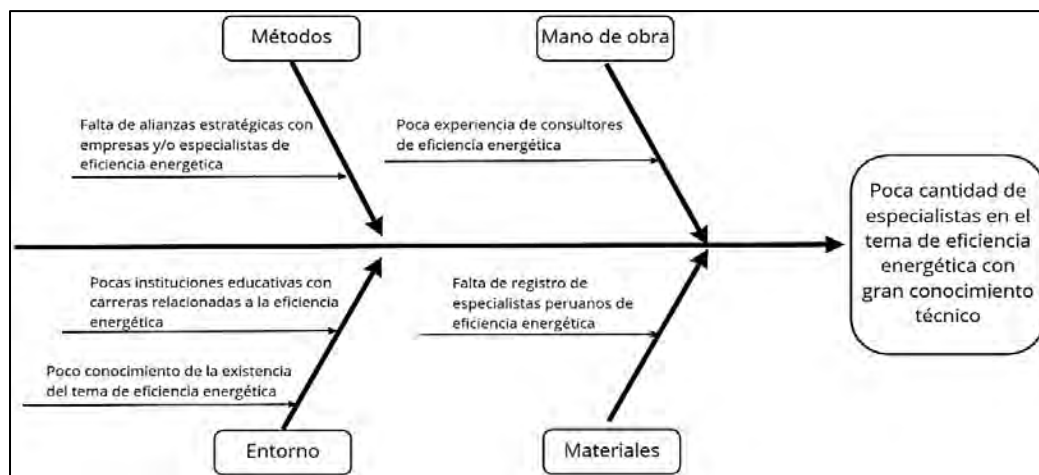 Métodos
Mano de obra
Falta de alianzas estratégicas con
empresas y/o especialistas de
eficiencia energética
Poca experiencia de consultores
de eficiencia energética
Poca cantidad de
especialistas en el
tema de eficiencia
energética con
gran conocimiento
técnico
Pocas instituciones educativas con
carreras relacionadas a la eficiencia
energética
Falta de registro de
especialistas peruanos de
eficiencia energética
Poco conocimiento de la existencia
del tema de eficiencia energética
Entorno
Materiales